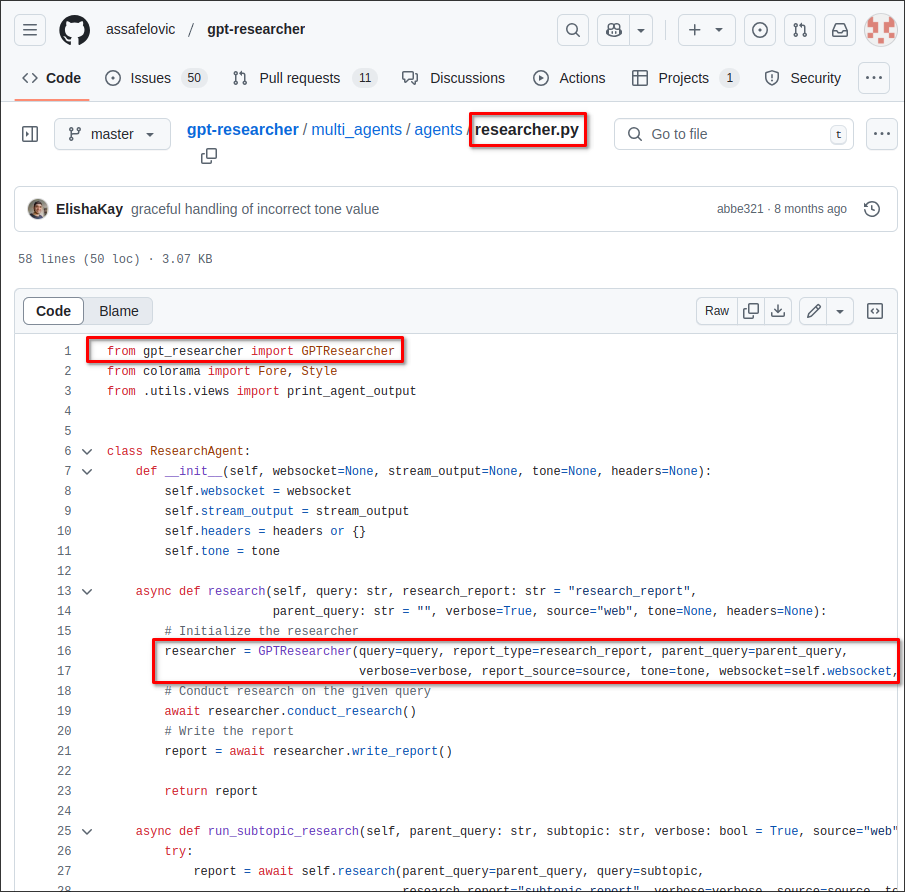 assafelovic / gpt-researcher
Code Issues 50 Pull requests 11 Discussions Actions Projects 1 Security
master gpt-researcher / multi_agents / agents / researcher.py Go to file t
ElishaKay graceful handling of incorrect tone value abbe321 · 8 months ago
58 lines (50 loc) · 3.07 KB
Code Blame Raw
1 from gpt_researcher import GPTResearcher
2 from colorama import Fore, Style
3 from .utils.views import print_agent_output
4
5
6 class ResearchAgent:
7 def __init__(self, websocket=None, stream_output=None, tone=None, headers=None):
8 self.websocket = websocket
9 self.stream_output = stream_output
10 self.headers = headers or {}
11 self.tone = tone
12
13 async def research(self, query: str, research_report: str = "research_report",
14 parent_query: str = "", verbose=True, source="web", tone=None, headers=None):
15 # Initialize the researcher
16 researcher = GPTResearcher(query=query, report_type=research_report, parent_query=parent_query,
17 verbose=verbose, report_source=source, tone=tone, websocket=self.websocket,
18 # Conduct research on the given query
19 await researcher.conduct_research()
20 # Write the report
21 report = await researcher.write_report()
22
23 return report
24
25 async def run_subtopic_research(self, parent_query: str, subtopic: str, verbose: bool = True, source="web"
26 try:
27 report = await self.research(parent_query=parent_query, query=subtopic,
28 research_report="subtopic_report", verbose=verbose, source=source,